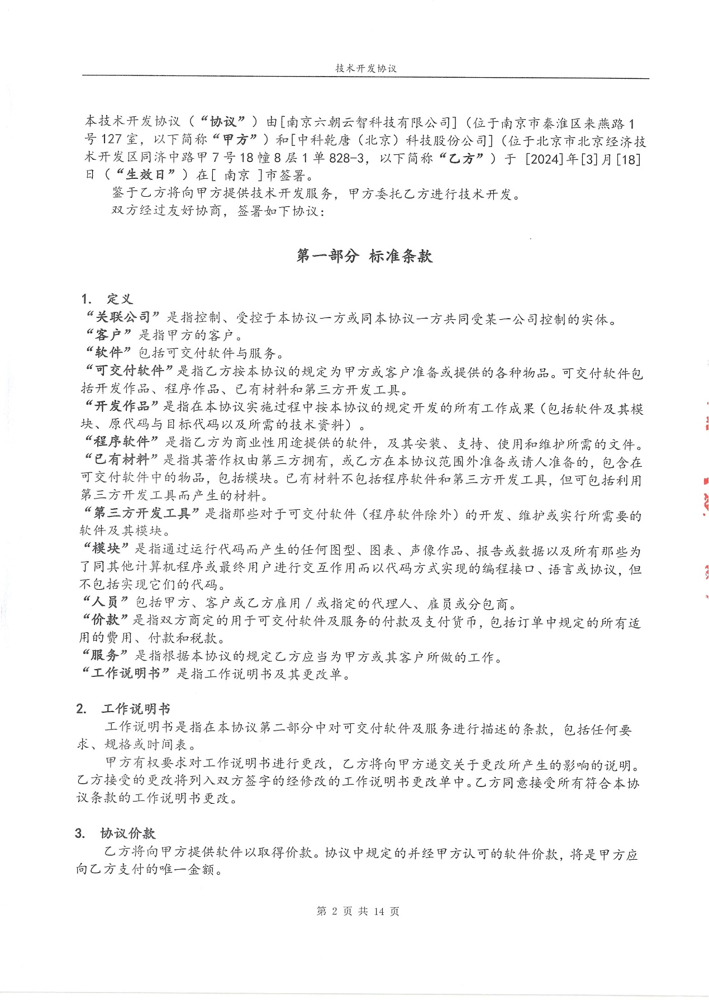 技术开发协议
本技术开发协议（“协议”）由[南京六朝云智科技有限公司]（位于南京市秦淮区来燕路1
号127室，以下简称“甲方”）和[中科乾唐（北京）科技股份公司]（位于北京市北京经济技
术开发区同济中路甲7号18幢8层1单828-3，以下简称“乙方”）于 [2024]年[3]月[18]
日（“生效日”）在[ 南京 ]市签署。
鉴于乙方将向甲方提供技术开发服务，甲方委托乙方进行技术开发。
双方经过友好协商，签署如下协议：
第一部分 标准条款
1. 定义
“关联公司”是指控制、受控于本协议一方或同本协议一方共同受某一公司控制的实体。
“客户”是指甲方的客户。
“软件”包括可交付软件与服务。
“可交付软件”是指乙方按本协议的规定为甲方或客户准备或提供的各种物品。可交付软件包
括开发作品、程序作品、已有材料和第三方开发工具。
“开发作品”是指在本协议实施过程中按本协议的规定开发的所有工作成果（包括软件及其模
块、原代码与目标代码以及所需的技术资料）。
“程序软件”是指乙方为商业性用途提供的软件，及其安装、支持、使用和维护所需的文件。
“已有材料”是指其著作权由第三方拥有，或乙方在本协议范围外准备或请人准备的，包含在
可交付软件中的物品，包括模块。已有材料不包括程序软件和第三方开发工具，但可包括利用
第三方开发工具而产生的材料。
“第三方开发工具”是指那些对于可交付软件（程序软件除外）的开发、维护或实行所需要的
软件及其模块。
“模块”是指通过运行代码而产生的任何图型、图表、声像作品、报告或数据以及所有那些为
了同其他计算机程序或最终用户进行交互作用而以代码方式实现的编程接口、语言或协议，但
不包括实现它们的代码。
“人员”包括甲方、客户或乙方雇用/或指定的代理人、雇员或分包商。
“价款”是指双方商定的用于可交付软件及服务的付款及支付货币，包括订单中规定的所有适
用的费用、付款和税款。
“服务”是指根据本协议的规定乙方应当为甲方或其客户所做的工作。
“工作说明书”是指工作说明书及其更改单。
2. 工作说明书
工作说明书是指在本协议第二部分中对可交付软件及服务进行描述的条款，包括任何要
求、规格或时间表。
甲方有权要求对工作说明书进行更改，乙方将向甲方递交关于更改所产生的影响的说明。
乙方接受的更改将列入双方签字的经修改的工作说明书更改单中。乙方同意接受所有符合本协
议条款的工作说明书更改。
3. 协议价款
乙方将向甲方提供软件以取得价款。协议中规定的并经甲方认可的软件价款，将是甲方应
向乙方支付的唯一金额。
第 2 页 共 14 页